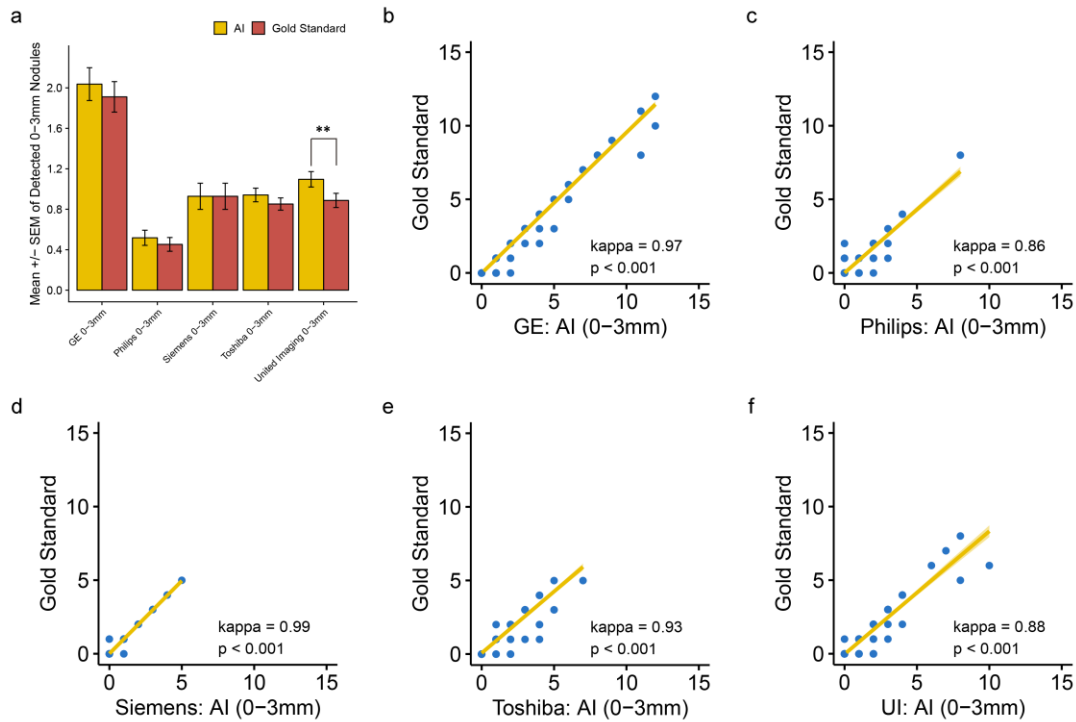 a
AI Gold Standard
Mean +/− SEM of Detected 0−3mm Nodules
2.0
1.6
1.2
0.8
0.4
0.0
**
GE 0−3mm
Philips 0−3mm
Siemens 0−3mm
Toshiba 0−3mm
United Imaging 0−3mm
b
Gold Standard
15
10
5
0
kappa = 0.97
p < 0.001
0 5 10 15
GE: AI (0−3mm)
c
Gold Standard
15
10
5
0
kappa = 0.86
p < 0.001
0 5 10 15
Philips: AI (0−3mm)
d
Gold Standard
15
10
5
0
kappa = 0.99
p < 0.001
0 5 10 15
Siemens: AI (0−3mm)
e
Gold Standard
15
10
5
0
kappa = 0.93
p < 0.001
0 5 10 15
Toshiba: AI (0−3mm)
f
Gold Standard
15
10
5
0
kappa = 0.88
p < 0.001
0 5 10 15
UI: AI (0−3mm)